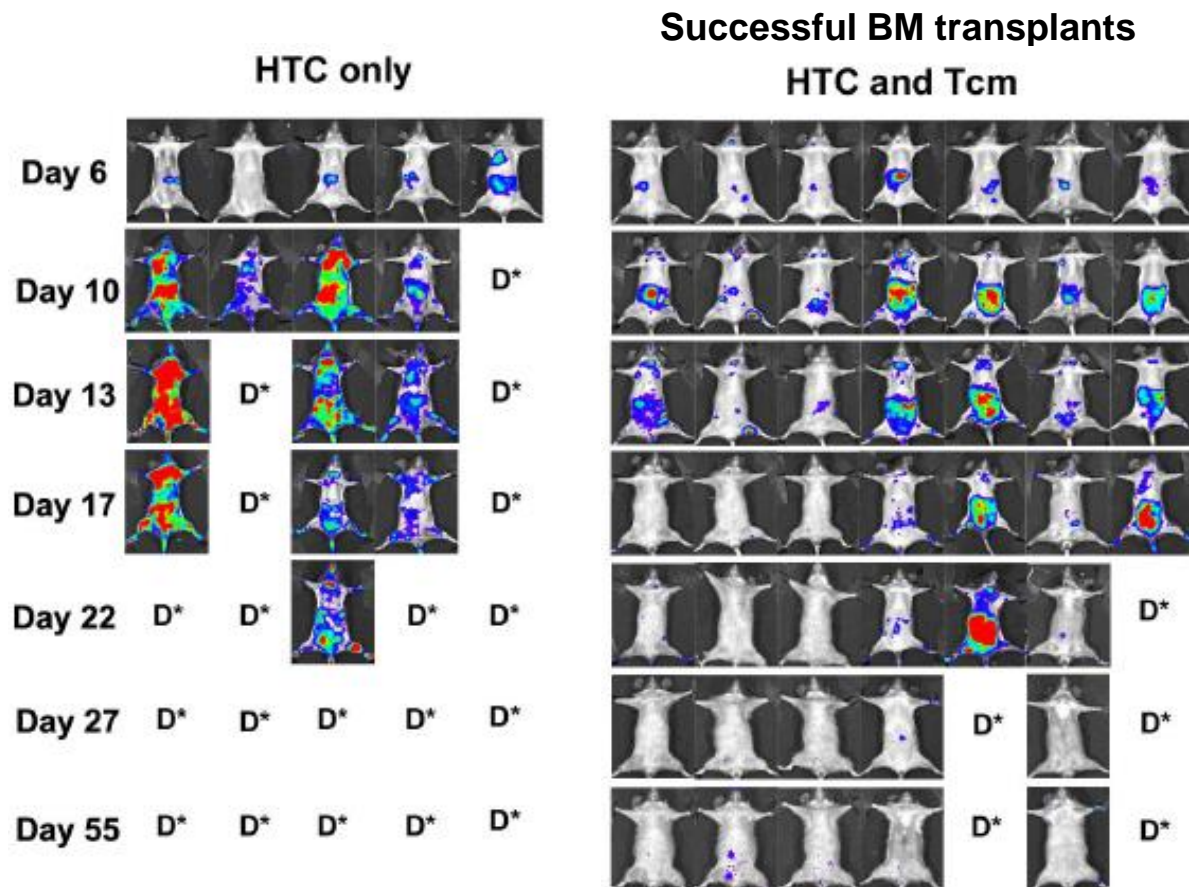 Successful BM transplants
HTC only
HTC and Tcm
Day 6
Day 10 D*
Day 13 D* D*
Day 17 D* D*
Day 22 D* D* D* D* D*
Day 27 D* D* D* D* D* D* D*
Day 55 D* D* D* D* D* D* D*